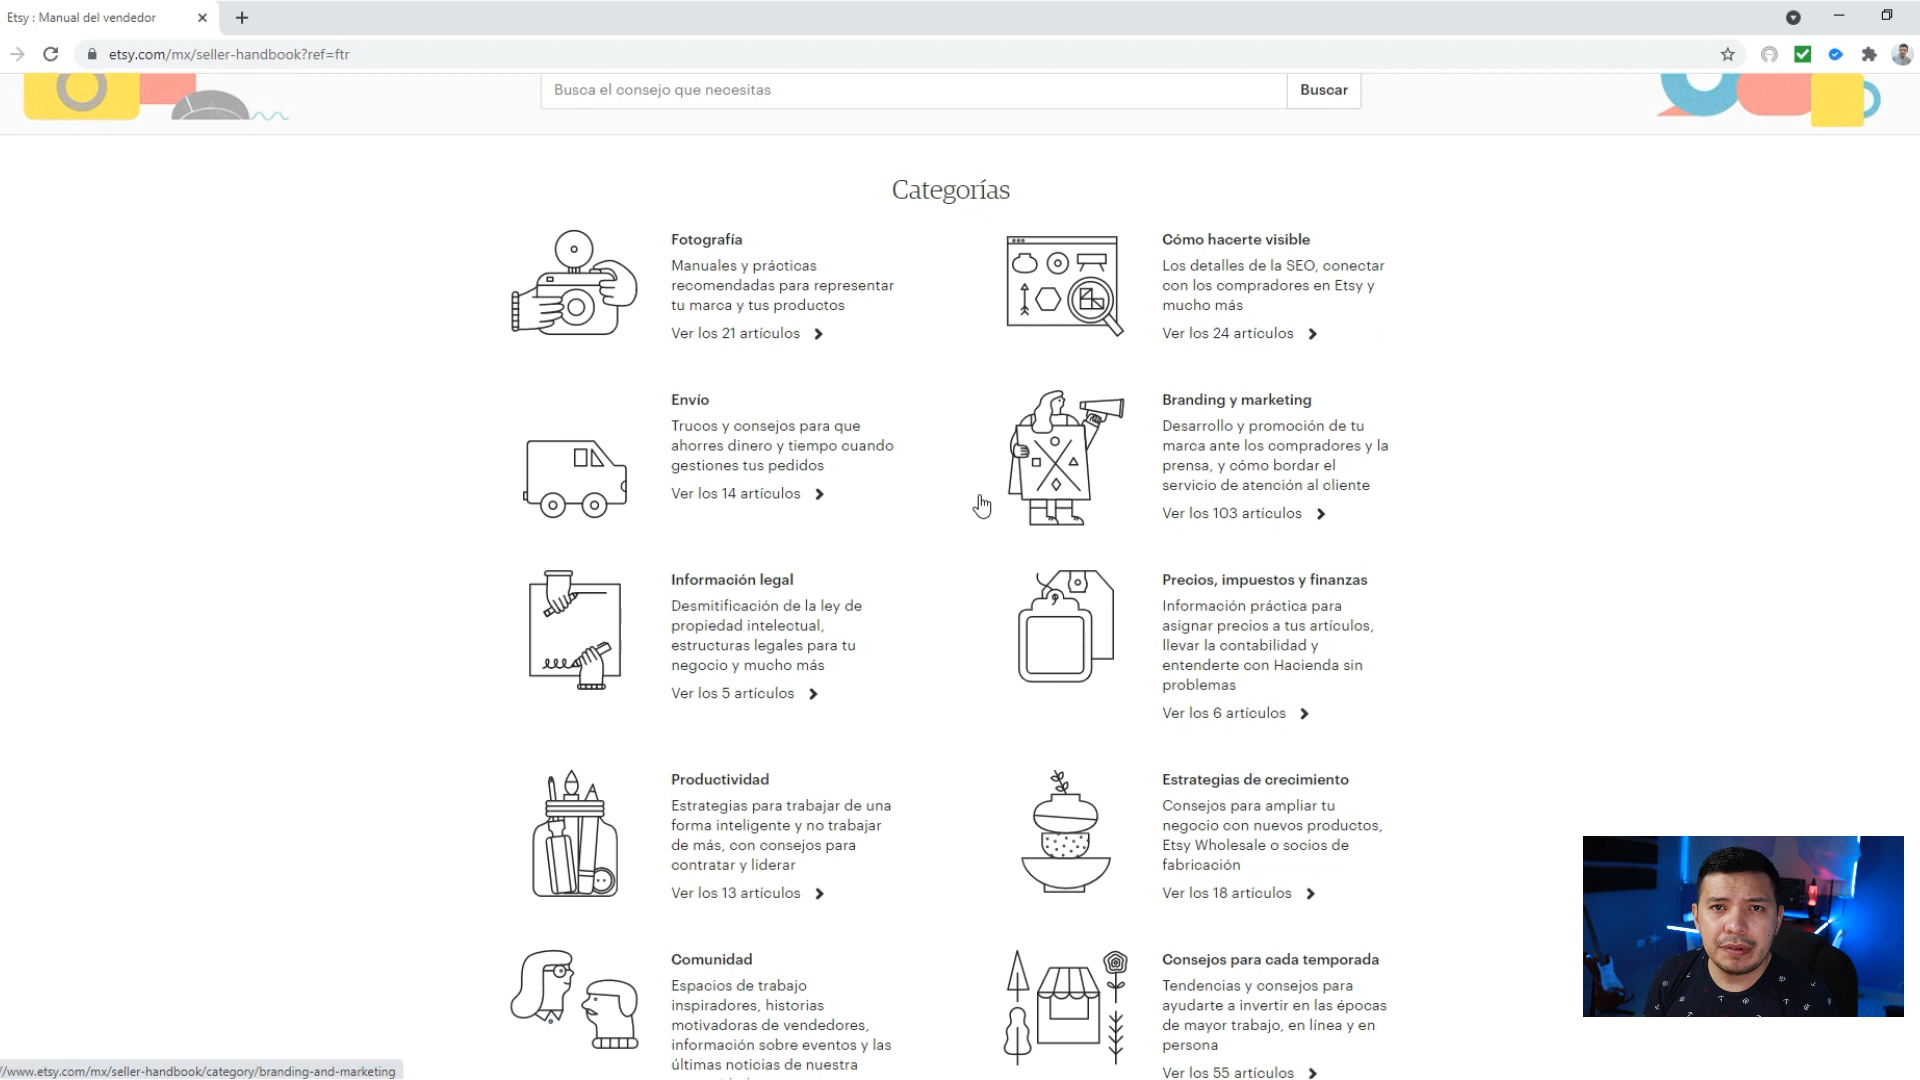 Etsy : Manual del vendedor
etsy.com/mx/seller-handbook?ref=ftr
Busca el consejo que necesitas
Buscar
Categorías
Fotografía
Manuales y prácticas
recomendadas para representar
tu marca y tus productos
Ver los 21 artículos
Cómo hacerte visible
Los detalles de la SEO, conectar
con los compradores en Etsy y
mucho más
Ver los 24 artículos
Envío
Trucos y consejos para que
ahorres dinero y tiempo cuando
gestiones tus pedidos
Ver los 14 artículos
Branding y marketing
Desarrollo y promoción de tu
marca ante los compradores y la
prensa, y cómo bordar el
servicio de atención al cliente
Ver los 103 artículos
Información legal
Desmitificación de la ley de
propiedad intelectual,
estructuras legales para tu
negocio y mucho más
Ver los 5 artículos
Precios, impuestos y finanzas
Información práctica para
asignar precios a tus artículos,
llevar la contabilidad y
entenderte con Hacienda sin
problemas
Ver los 6 artículos
Productividad
Estrategias para trabajar de una
forma inteligente y no trabajar
de más, con consejos para
contratar y liderar
Ver los 13 artículos
Estrategias de crecimiento
Consejos para ampliar tu
negocio con nuevos productos,
Etsy Wholesale o socios de
fabricación
Ver los 18 artículos
Comunidad
Espacios de trabajo
inspiradores, historias
motivadoras de vendedores,
información sobre eventos y las
últimas noticias de nuestra
Consejos para cada temporada
Tendencias y consejos para
ayudarte a invertir en las épocas
de mayor trabajo, en línea y en
persona
Ver los 55 artículos
/www.etsy.com/mx/seller-handbook/category/branding-and-marketing